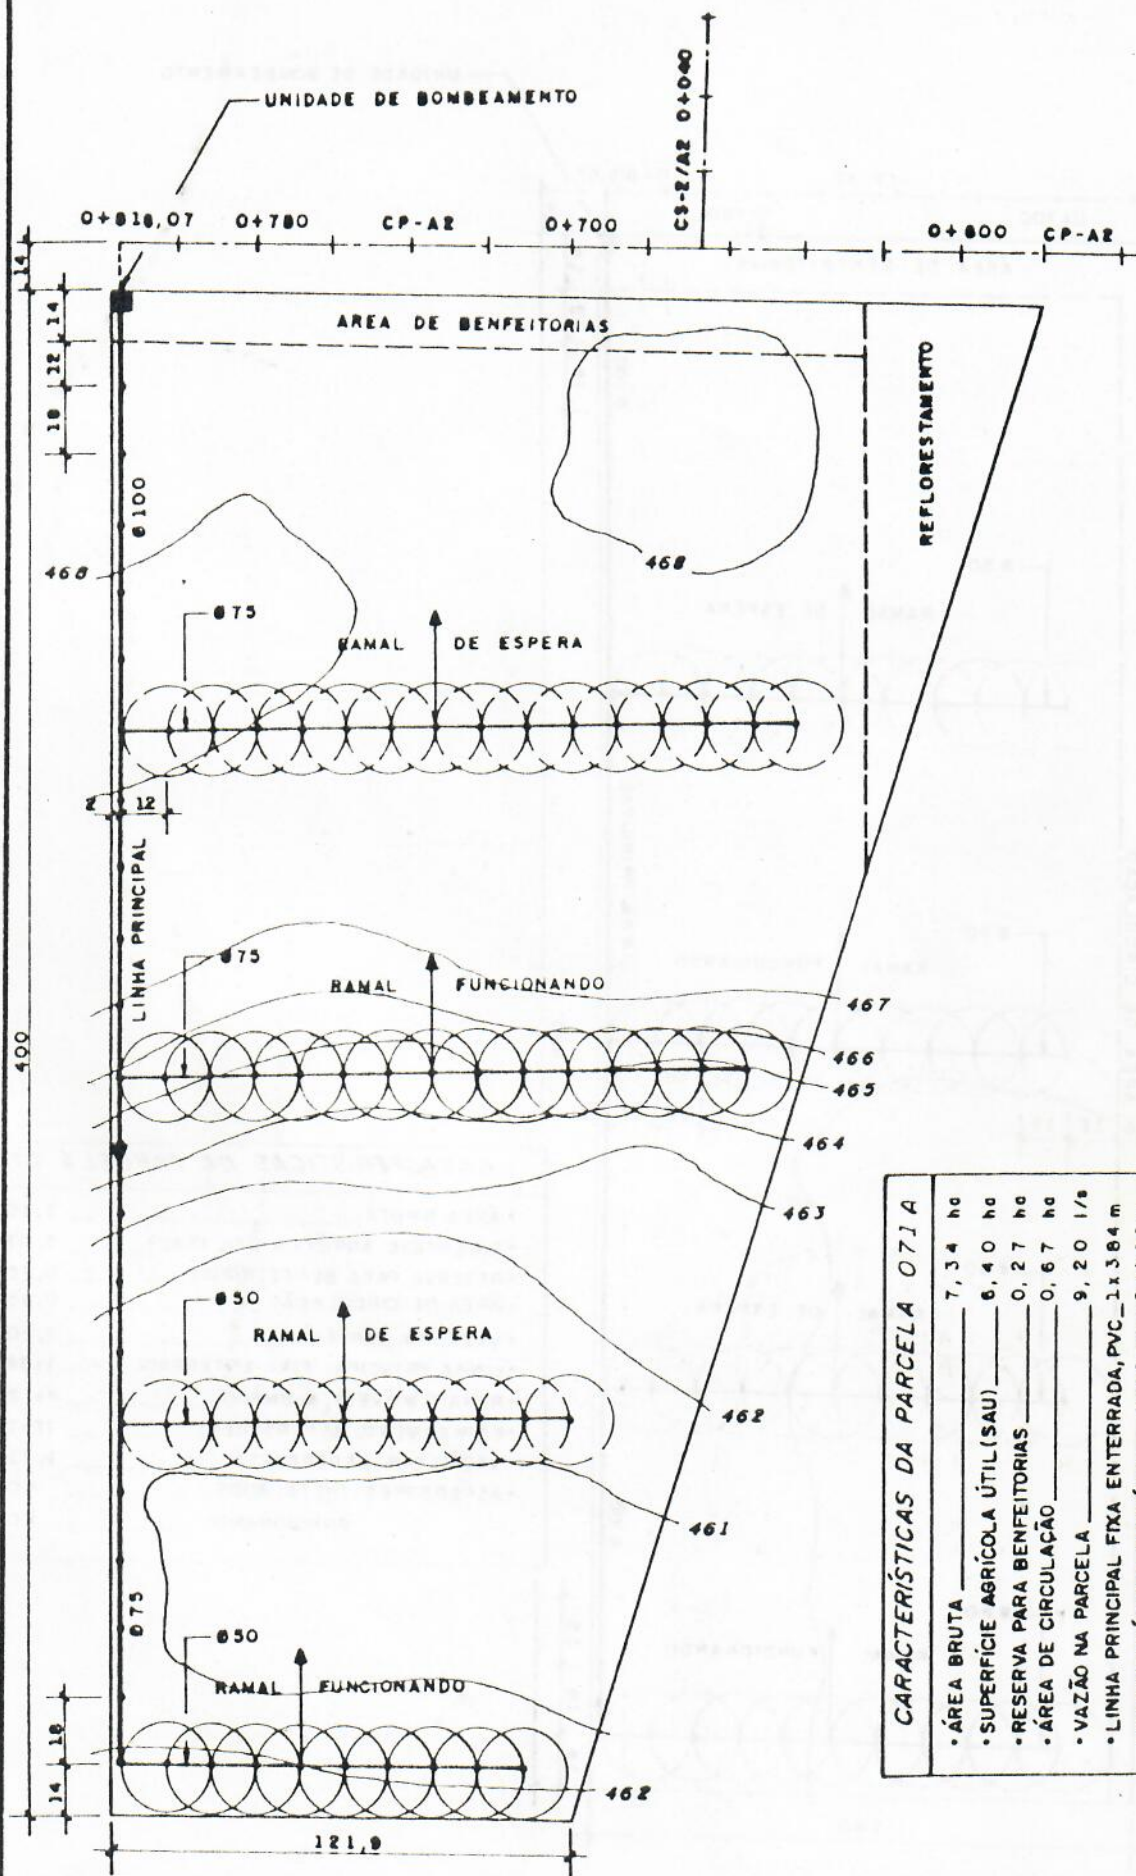 UNIDADE DE BOMBEAMENTO
CS-2/A2 0+040
0+818,07 0+780 CP-A2 0+700 0+600 CP-A2
14
14
12
18
AREA DE BENFEITORIAS
REFLORESTAMENTO
ø100
468
468
ø75
RAMAL DE ESPERA
2 12
LINHA PRINCIPAL
ø75
RAMAL FUNCIONANDO
467
466
465
464
463
400
ø50
RAMAL DE ESPERA
462
461
ø75
ø50
RAMAL FUNCIONANDO
18
14
462
121,9
CARACTERÍSTICAS DA PARCELA 071 A
• ÁREA BRUTA 7,34 ha
• SUPERFÍCIE AGRÍCOLA ÚTIL (SAU) 6,40 ha
• RESERVA PARA BENFEITORIAS 0,27 ha
• ÁREA DE CIRCULAÇÃO 0,67 ha
• VAZÃO NA PARCELA 9,20 l/s
• LINHA PRINCIPAL FIXA ENTERRADA, PVC 1x384 m